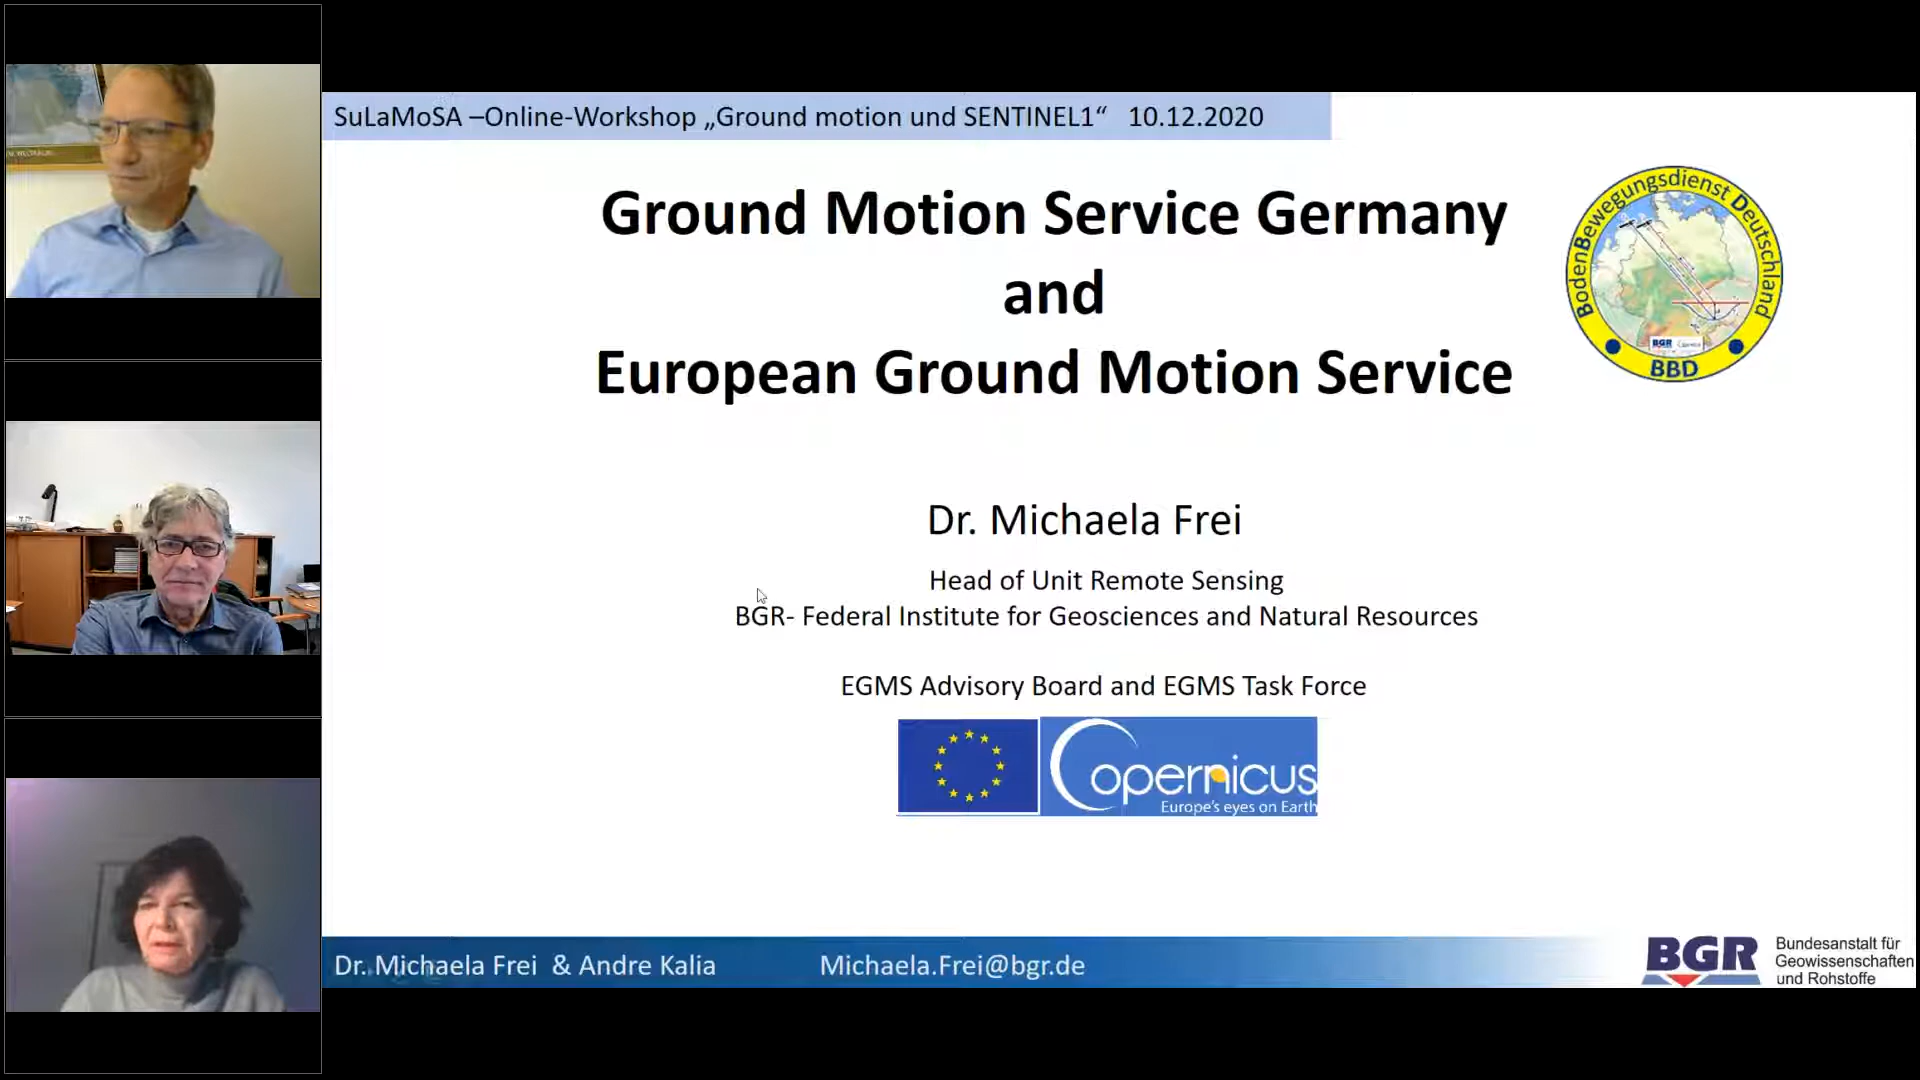 SuLaMoSA –Online-Workshop „Ground motion und SENTINEL1“ 10.12.2020
Ground Motion Service Germany
and
European Ground Motion Service
BodenBewegungsdienst Deutschland
BGR
BBD
Dr. Michaela Frei
Head of Unit Remote Sensing
BGR- Federal Institute for Geosciences and Natural Resources
EGMS Advisory Board and EGMS Task Force
Copernicus
Europe's eyes on Earth
Dr. Michaela Frei & Andre Kalia
Michaela.Frei@bgr.de
BGR
Bundesanstalt für
Geowissenschaften
und Rohstoffe